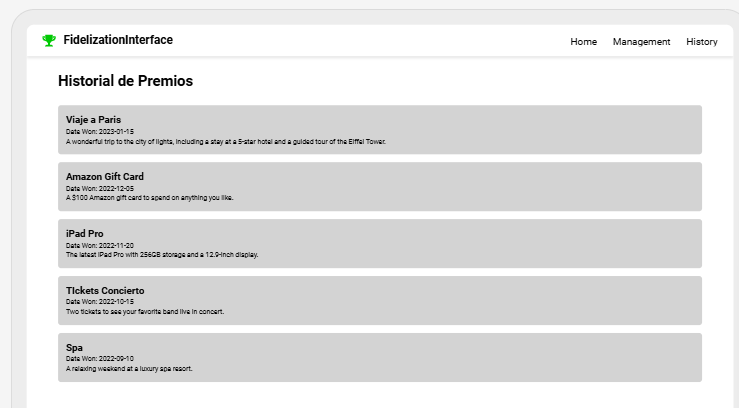 FidelizationInterface
Home Management History
Historial de Premios
Viaje a Paris
Date Won: 2023-01-15
A wonderful trip to the city of lights, including a stay at a 5-star hotel and a guided tour of the Eiffel Tower.
Amazon Gift Card
Date Won: 2022-12-05
A $100 Amazon gift card to spend on anything you like.
iPad Pro
Date Won: 2022-11-20
The latest iPad Pro with 256GB storage and a 12.9-inch display.
TIckets Concierto
Date Won: 2022-10-15
Two tickets to see your favorite band live in concert.
Spa
Date Won: 2022-09-10
A relaxing weekend at a luxury spa resort.